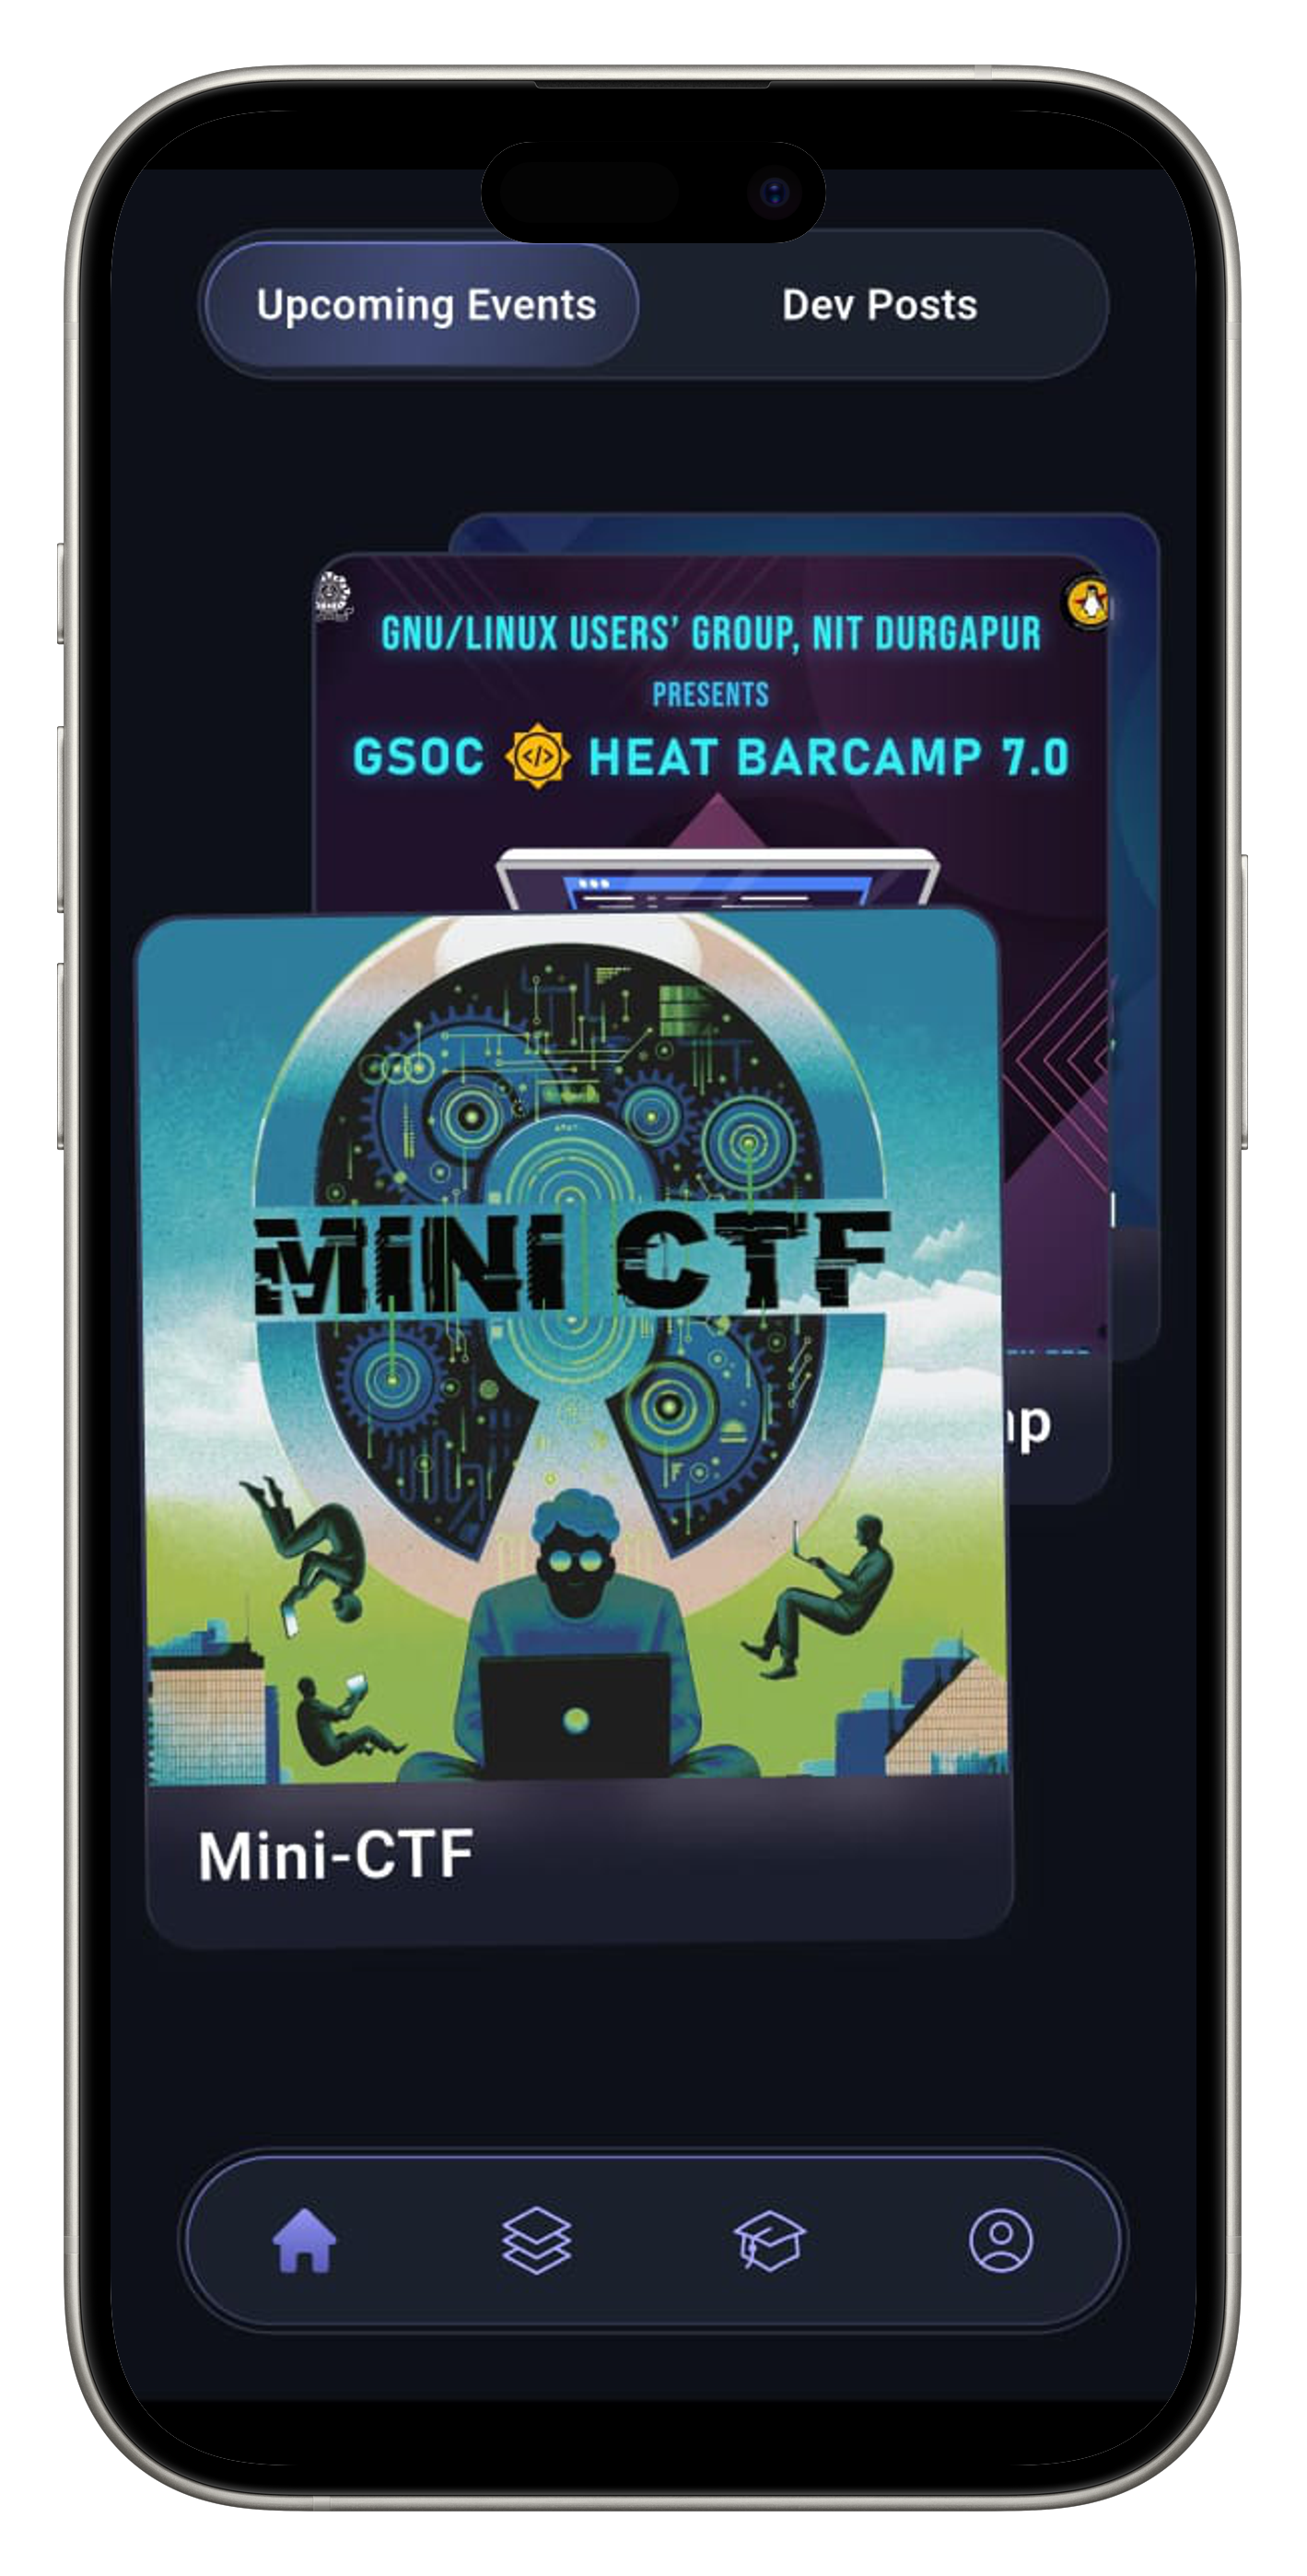 Upcoming Events
Dev Posts
GNU/LINUX USERS' GROUP, NIT DURGAPUR
PRESENTS
GSOC HEAT BARCAMP 7.0
MINI CTF
Mini-CTF